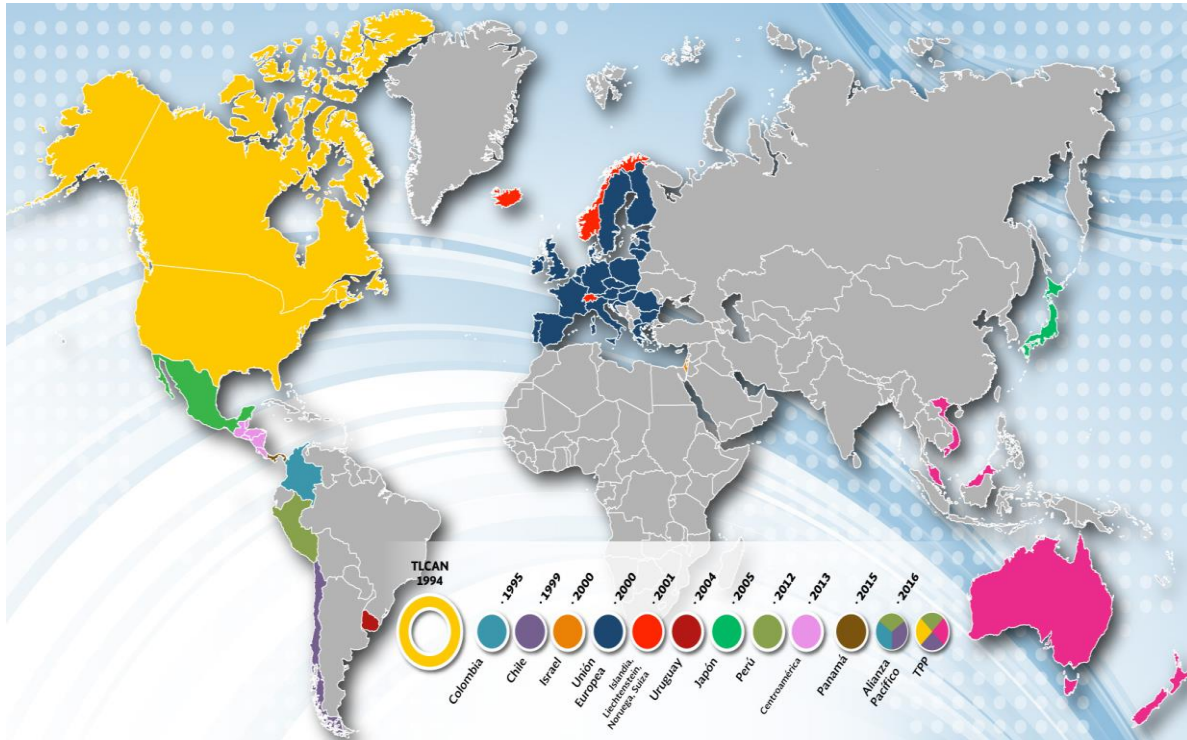 TLCAN
1994
· 1995
· 1999
· 2000
· 2000
· 2001
· 2004
· 2005
· 2012
· 2013
· 2015
· 2016
Colombia
Chile
Israel
Unión
Europea
Islandia,
Liechtenstein,
Noruega, Suiza
Uruguay
Japón
Perú
Centroamérica
Panamá
Alianza
Pacífico
TPP